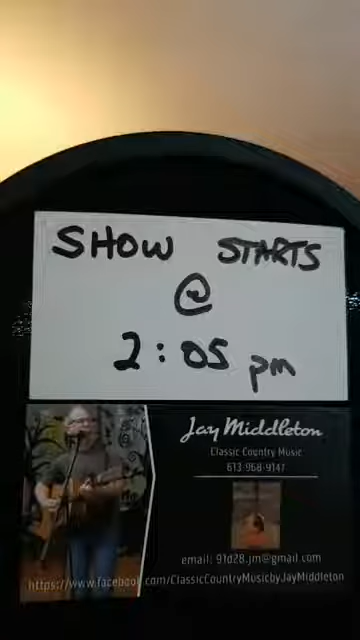 SHOW STARTS
@
2:05 pm
Jay Middleton
Classic Country Music
613-968-9147
email: 91d28.jm@gmail.com
https://www.facebook.com/ClassicCountryMusicbyJayMiddleton